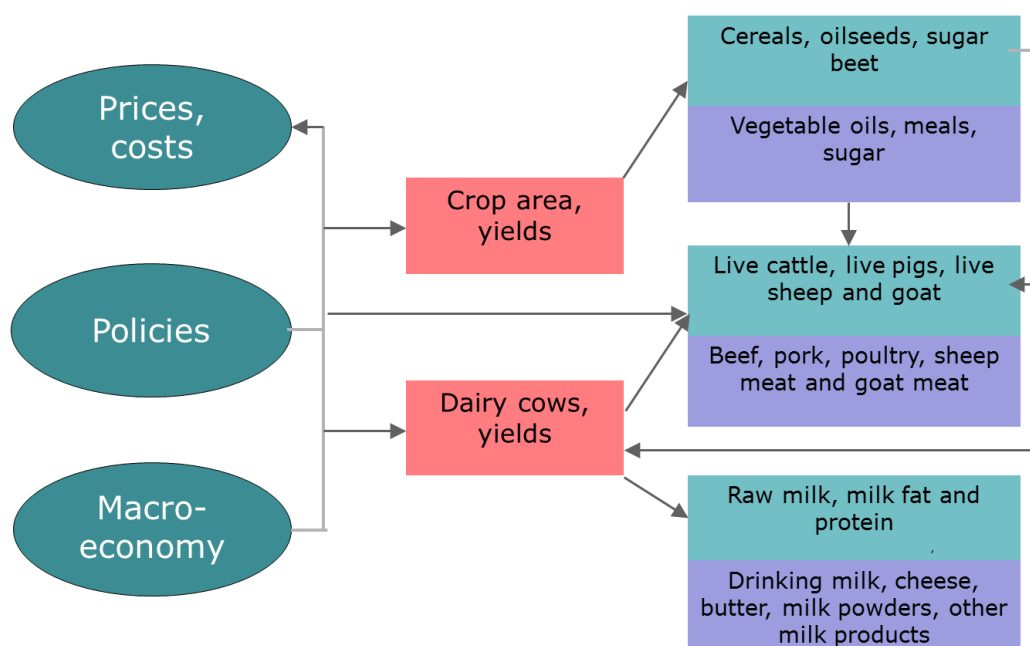 Prices,
costs
Policies
Macro-
economy
Crop area,
yields
Dairy cows,
yields
Cereals, oilseeds, sugar
beet
Vegetable oils, meals,
sugar
Live cattle, live pigs, live
sheep and goat
Beef, pork, poultry, sheep
meat and goat meat
Raw milk, milk fat and
protein
,
Drinking milk, cheese,
butter, milk powders, other
milk products